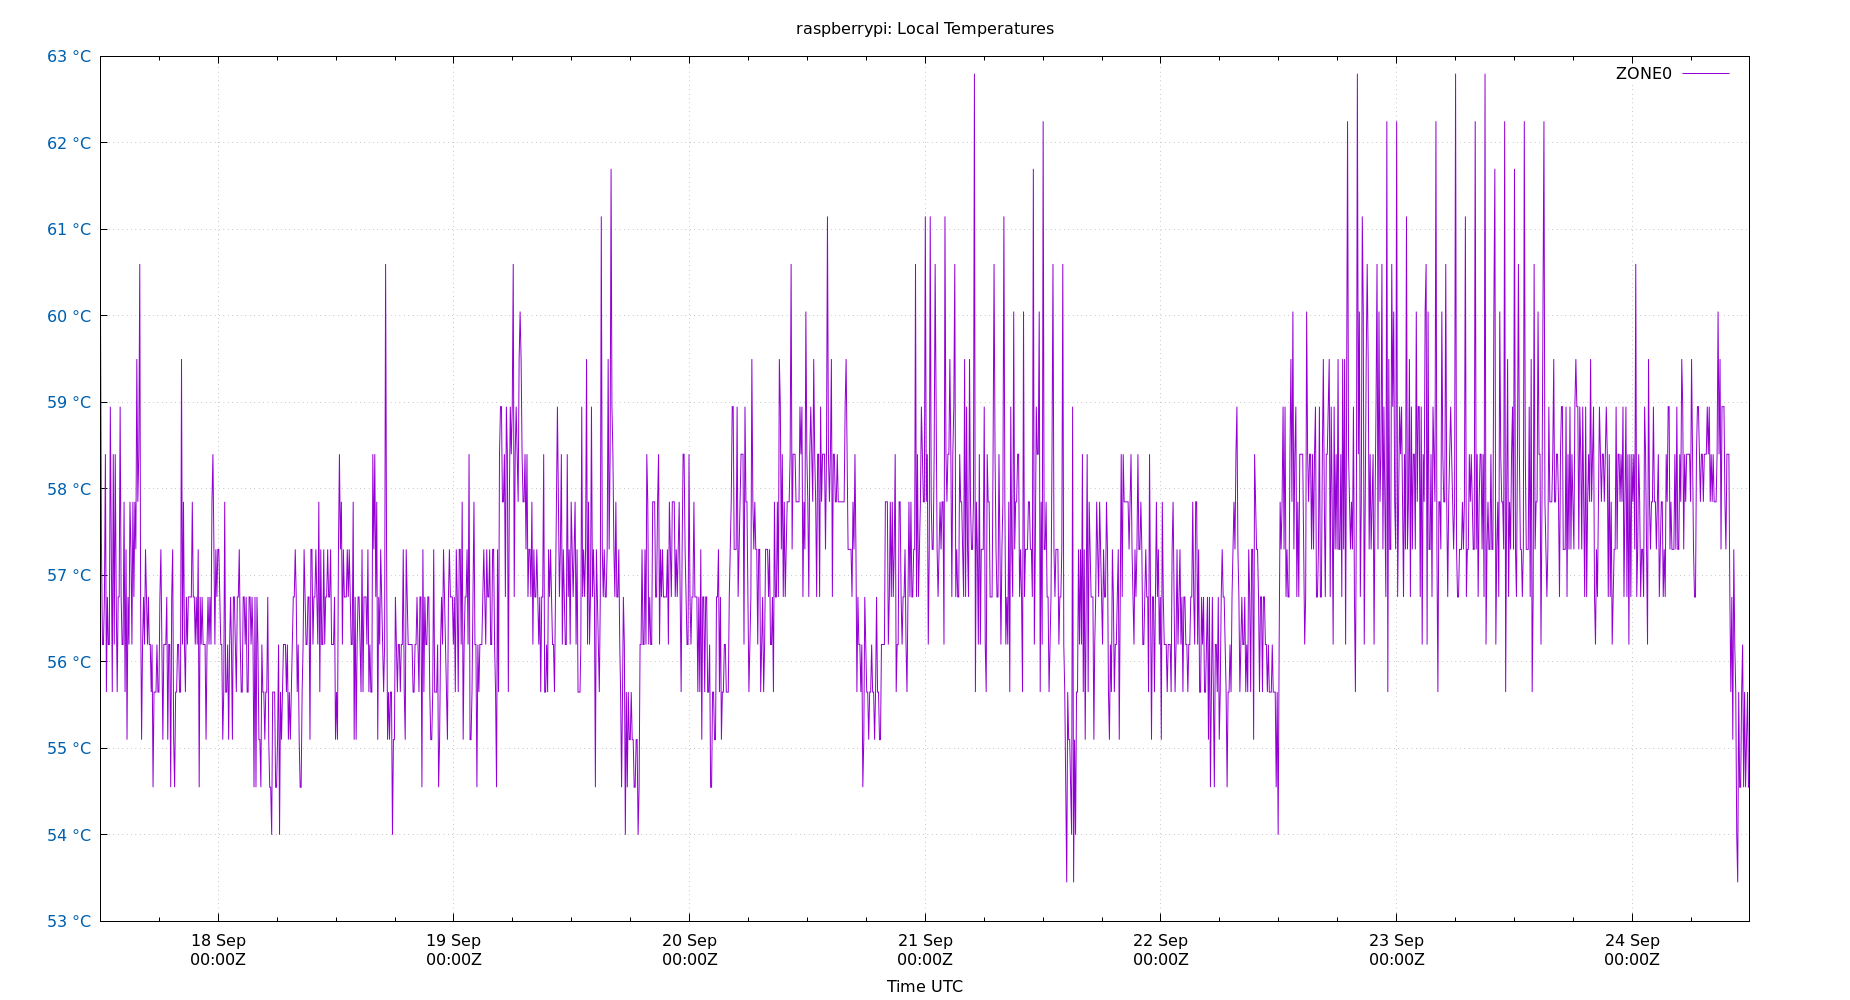 raspberrypi: Local Temperatures
63 °C
ZONE0
62 °C
61 °C
60 °C
59 °C
58 °C
57 °C
56 °C
55 °C
54 °C
53 °C
18 Sep 19 Sep 20 Sep 21 Sep 22 Sep 23 Sep 24 Sep
00:00Z 00:00Z 00:00Z 00:00Z 00:00Z 00:00Z 00:00Z
Time UTC